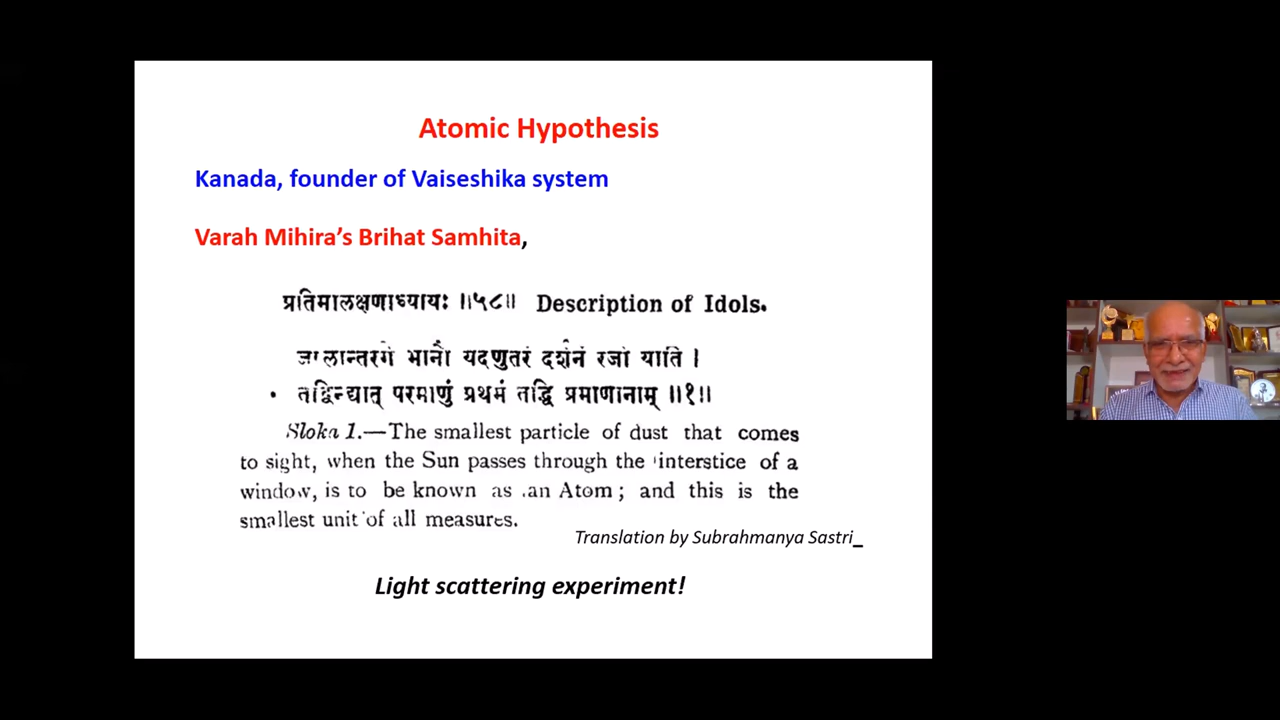 Atomic Hypothesis
Kanada, founder of Vaiseshika system
Varah Mihira’s Brihat Samhita,
प्रतिमालक्षणाध्यायः ॥५८॥ Description of Idols.
जालान्तरगे भानौ यदणुतरं दर्शनं रजो याति ।
तद्विन्द्यात् परमाणुं प्रथमं तद्धि प्रमाणानाम् ॥१॥
Sloka 1.—The smallest particle of dust that comes
to sight, when the Sun passes through the interstice of a
window, is to be known as an Atom ; and this is the
smallest unit of all measures.
Translation by Subrahmanya Sastri_
Light scattering experiment!